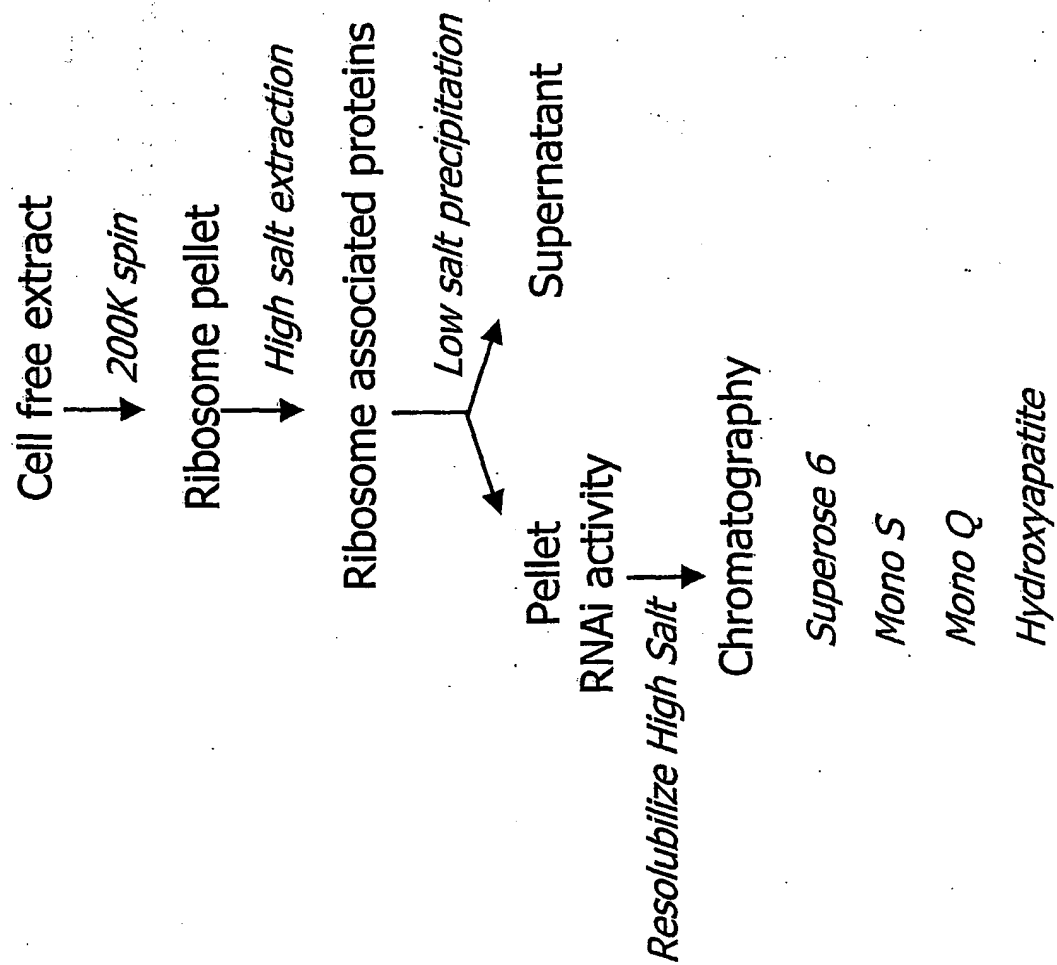 Cell free extract
200K spin
Ribosome pellet
High salt extraction
Ribosome associated proteins
Low salt precipitation
Pellet
Supernatant
RNAi activity
Resolubilize High Salt
Chromatography
Superose 6
Mono S
Mono Q
Hydroxyapatite